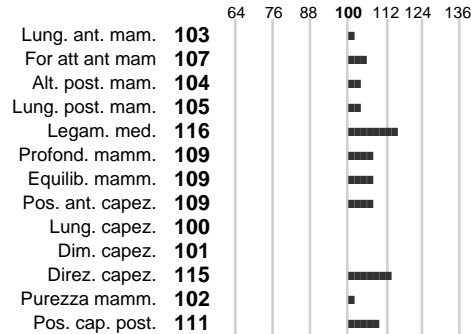 64 76 88 100 112 124 136
Lung. ant. mam. 103
For att ant mam 107
Alt. post. mam. 104
Lung. post. mam. 105
Legam. med. 116
Profond. mamm. 109
Equilib. mamm. 109
Pos. ant. capez. 109
Lung. capez. 100
Dim. capez. 101
Direz. capez. 115
Purezza mamm. 102
Pos. cap. post. 111